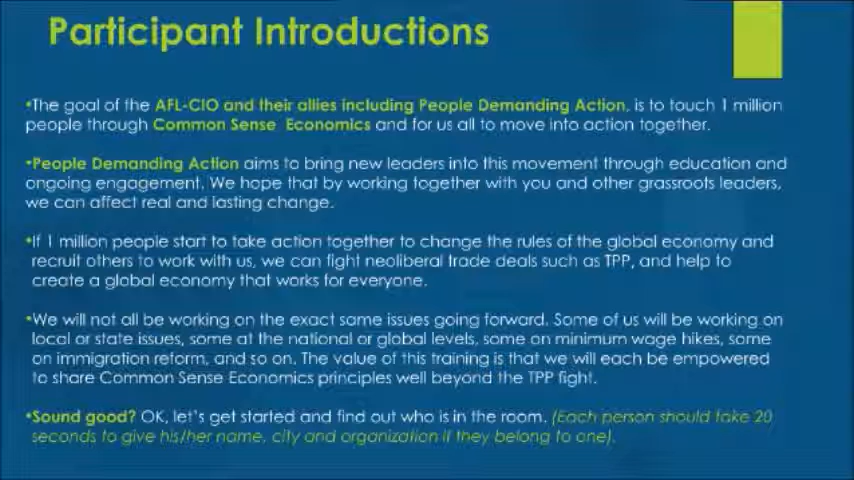 Participant Introductions
•The goal of the AFL-CIO and their allies including People Demanding Action, is to touch 1 million
people through Common Sense Economics and for us all to move into action together.
•People Demanding Action aims to bring new leaders into this movement through education and
ongoing engagement. We hope that by working together with you and other grassroots leaders,
we can affect real and lasting change.
•If 1 million people start to take action together to change the rules of the global economy and
recruit others to work with us, we can fight neoliberal trade deals such as TPP, and help to
create a global economy that works for everyone.
•We will not all be working on the exact same issues going forward. Some of us will be working on
local or state issues, some at the national or global levels, some on minimum wage hikes, some
on immigration reform, and so on. The value of this training is that we will each be empowered
to share Common Sense Economics principles well beyond the TPP fight.
•Sound good? OK, let's get started and find out who is in the room. (Each person should take 20
seconds to give his/her name, city and organization if they belong to one).